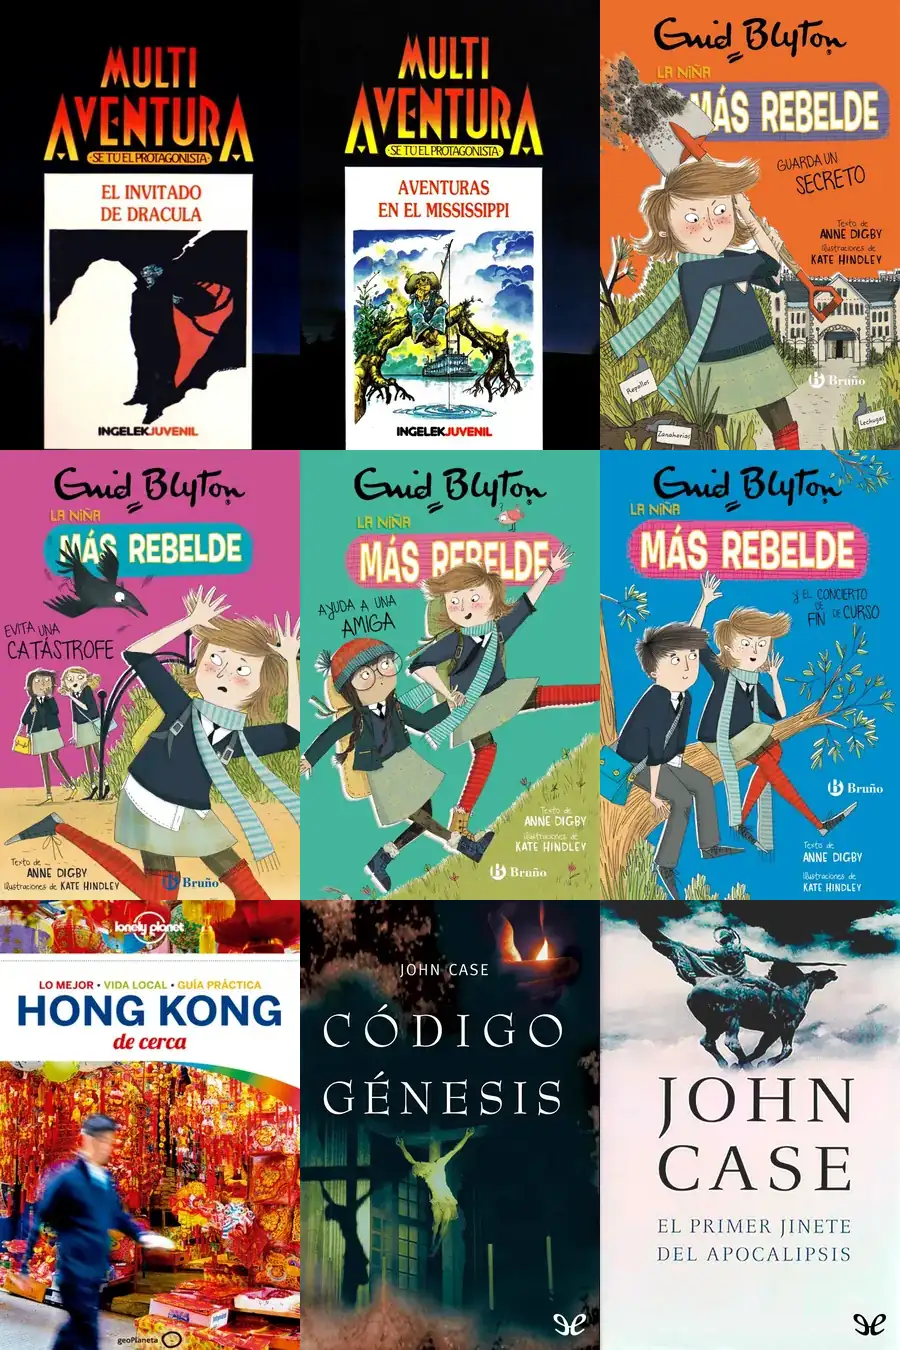 MULTI
AVENTURA
·SE TU EL PROTAGONISTA·
EL INVITADO
DE DRACULA
INGELEKJUVENIL
MULTI
AVENTURA
·SE TU EL PROTAGONISTA·
AVENTURAS
EN EL MISSISSIPPI
INGELEKJUVENIL
Enid Blyton
LA NIÑA
MÁS REBELDE
GUARDA UN
SECRETO
Texto de
ANNE DIGBY
Ilustraciones de
KATE HINDLEY
Bruño
Repollos
Zanahorias
Lechugas
Enid Blyton
LA NIÑA
MÁS REBELDE
EVITA UNA
CATÁSTROFE
Texto de
ANNE DIGBY
Ilustraciones de KATE HINDLEY
Bruño
Enid Blyton
LA NIÑA
MÁS REBELDE
AYUDA A UNA
AMIGA
Texto de
ANNE DIGBY
Ilustraciones de
KATE HINDLEY
Bruño
Enid Blyton
LA NIÑA
MÁS REBELDE
Y EL CONCIERTO
DE
FIN DE CURSO
Bruño
Texto de
ANNE DIGBY
Ilustraciones de
KATE HINDLEY
lonely planet
LO MEJOR • VIDA LOCAL • GUÍA PRÁCTICA
HONG KONG
de cerca
geoPlaneta
JOHN CASE
CÓDIGO
GÉNESIS
JOHN
CASE
EL PRIMER JINETE
DEL APOCALIPSIS